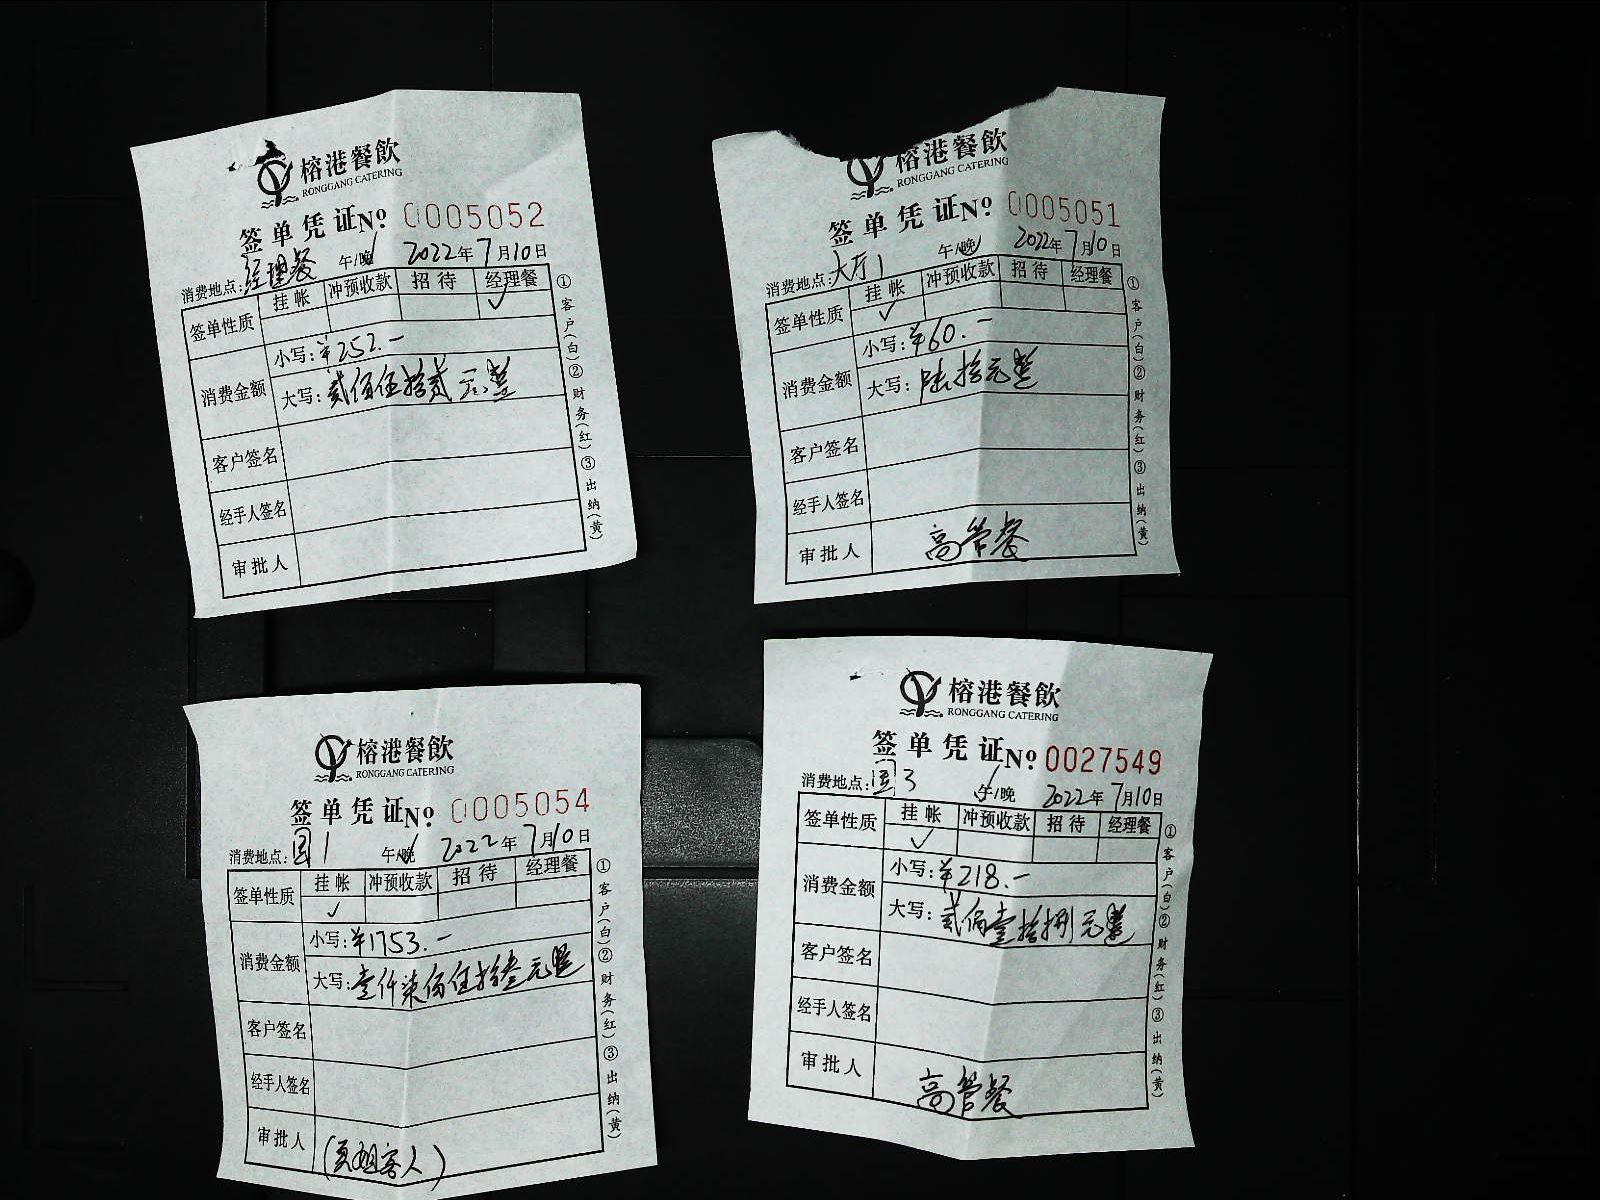 榕港餐飲
RONGGANG CATERING
签单凭证 Nº 0005052
消费地点: 经理餐 午/晚 2022年7月10日
签单性质 挂帐 冲预收款 招待 经理餐
✓
消费金额 小写: ¥252.-
大写: 贰佰伍拾贰元整
客户签名
经手人签名
审批人
①客户(白)②财务(红)③出纳(黄)
榕港餐飲
RONGGANG CATERING
签单凭证 Nº 0005051
消费地点: 大厅1 午/晚 2022年7月10日
签单性质 挂帐 冲预收款 招待 经理餐
✓
消费金额 小写: ¥60.-
大写: 陆拾元整
客户签名
经手人签名
审批人 高管餐
①客户(白)②财务(红)③出纳(黄)
榕港餐飲
RONGGANG CATERING
签单凭证 Nº 0005054
消费地点: 国1 午/晚 2022年7月10日
签单性质 挂帐 冲预收款 招待 经理餐
✓
消费金额 小写: ¥1753.-
大写: 壹仟柒佰伍拾叁元整
客户签名
经手人签名
审批人 (姐客人)
①客户(白)②财务(红)③出纳(黄)
榕港餐飲
RONGGANG CATERING
签单凭证 Nº 0027549
消费地点: 国3 午/晚 2022年7月10日
签单性质 挂帐 冲预收款 招待 经理餐
✓
消费金额 小写: ¥218.-
大写: 贰佰壹拾捌元整
客户签名
经手人签名
审批人 高管餐
①客户(白)②财务(红)③出纳(黄)